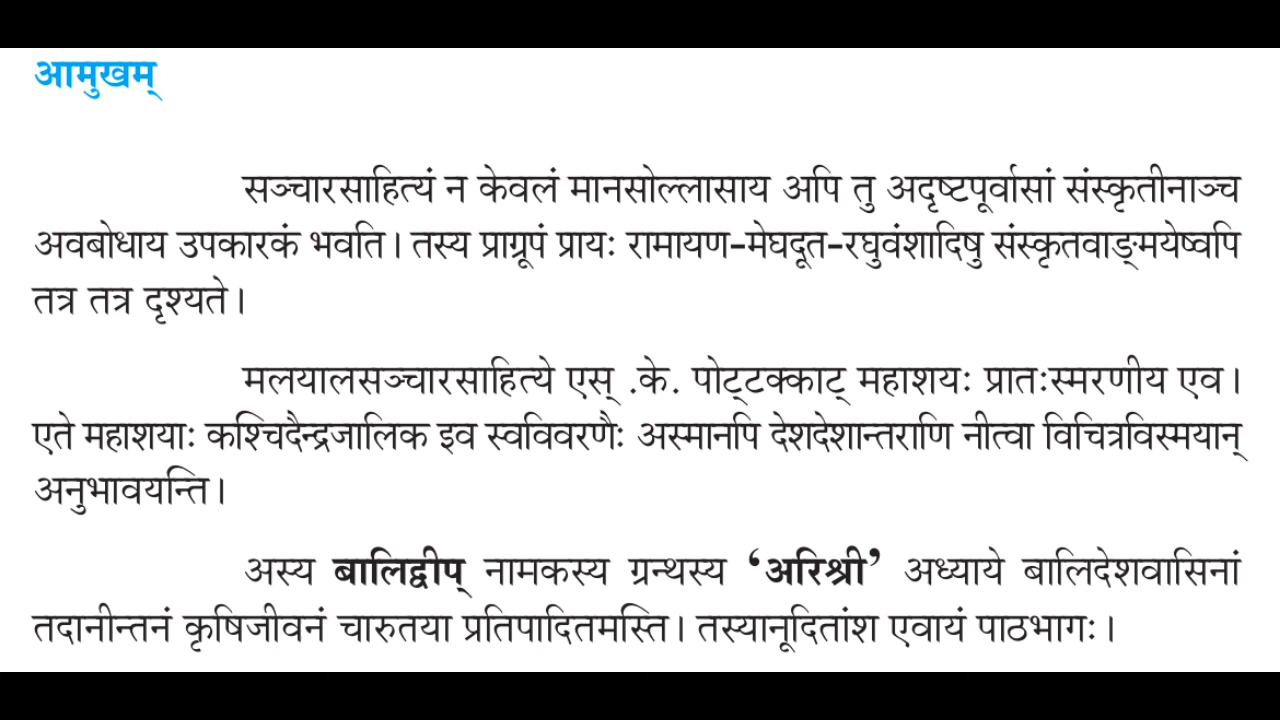 आमुखम्
सञ्चारसाहित्यं न केवलं मानसोल्लासाय अपि तु अदृष्टपूर्वासां संस्कृतीनाञ्च
अवबोधाय उपकारकं भवति। तस्य प्राग्रूपं प्रायः रामायण-मेघदूत-रघुवंशादिषु संस्कृतवाङ्मयेष्वपि
तत्र तत्र दृश्यते।
मलयालसञ्चारसाहित्ये एस् .के. पोट्टक्काट् महाशयः प्रातःस्मरणीय एव।
एते महाशयाः कश्चिदैन्द्रजालिक इव स्वविवरणैः अस्मानपि देशदेशान्तराणि नीत्वा विचित्रविस्मयान्
अनुभावयन्ति।
अस्य बालिद्वीप् नामकस्य ग्रन्थस्य ‘अरिश्री’ अध्याये बालिदेशवासिनां
तदानीन्तनं कृषिजीवनं चारुतया प्रतिपादितमस्ति। तस्यानूदितांश एवायं पाठभागः।